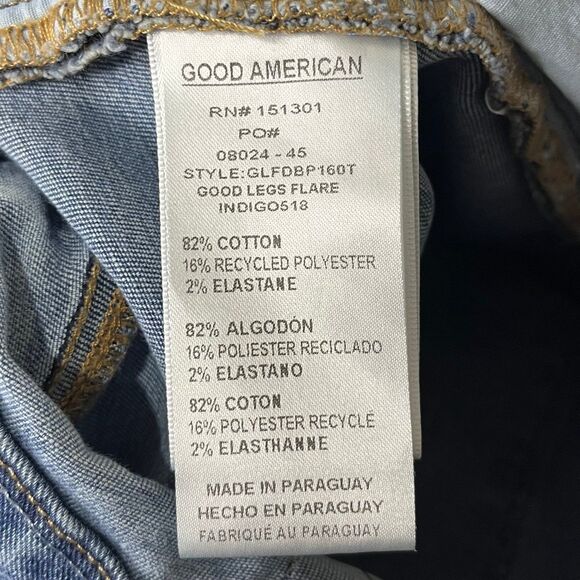 GOOD AMERICAN
RN# 151301
PO#
08024 - 45
STYLE:GLFDBP160T
GOOD LEGS FLARE
INDIGO518
82% COTTON
16% RECYCLED POLYESTER
2% ELASTANE
82% ALGODÓN
16% POLIESTER RECICLADO
2% ELASTANO
82% COTON
16% POLYESTER RECYCLÉ
2% ELASTHANNE
MADE IN PARAGUAY
HECHO EN PARAGUAY
FABRIQUÉ AU PARAGUAY